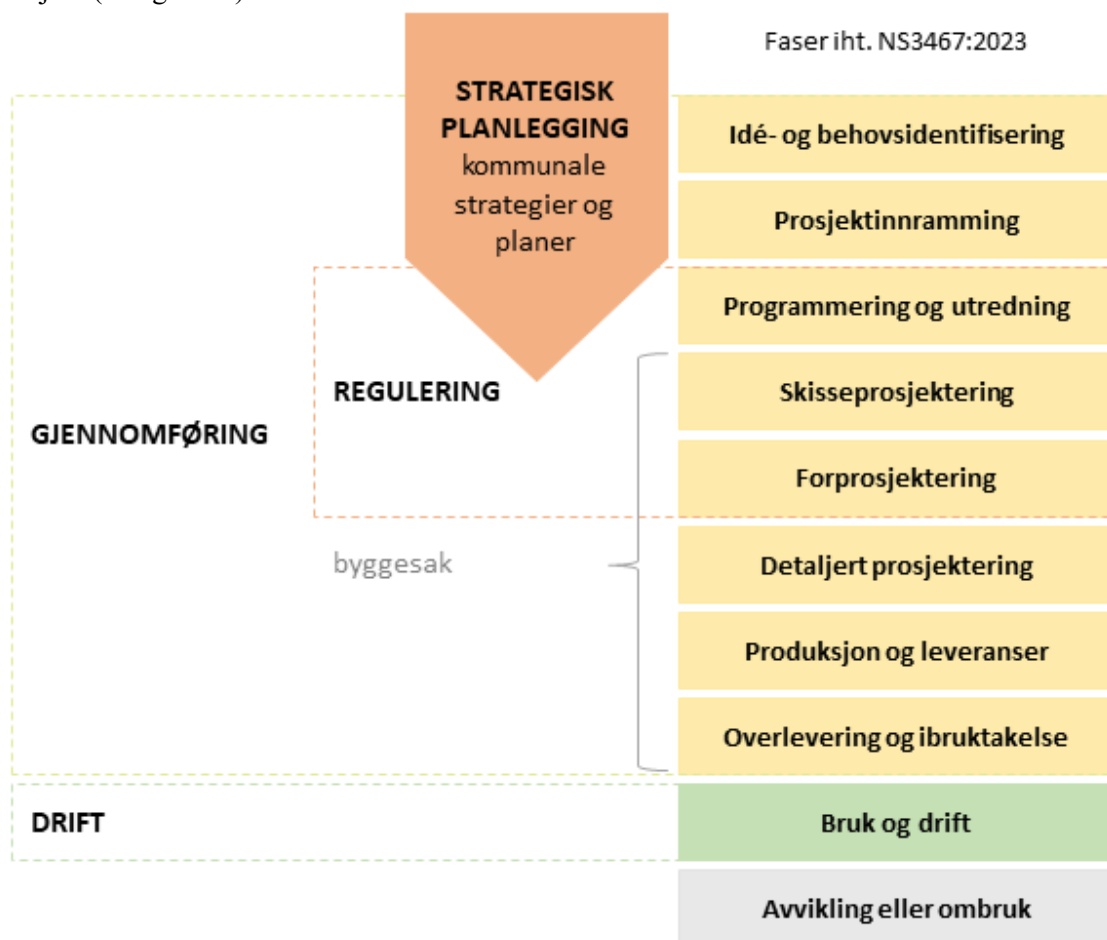 Faser iht. NS3467:2023
STRATEGISK
PLANLEGGING
kommunale
strategier og
planer
Idé- og behovsidentifisering
Prosjektinnramming
Programmering og utredning
REGULERING
Skisseprosjektering
GJENNOMFØRING
Forprosjektering
byggesak
Detaljert prosjektering
Produksjon og leveranser
Overlevering og ibruktakelse
DRIFT
Bruk og drift
Avvikling eller ombruk